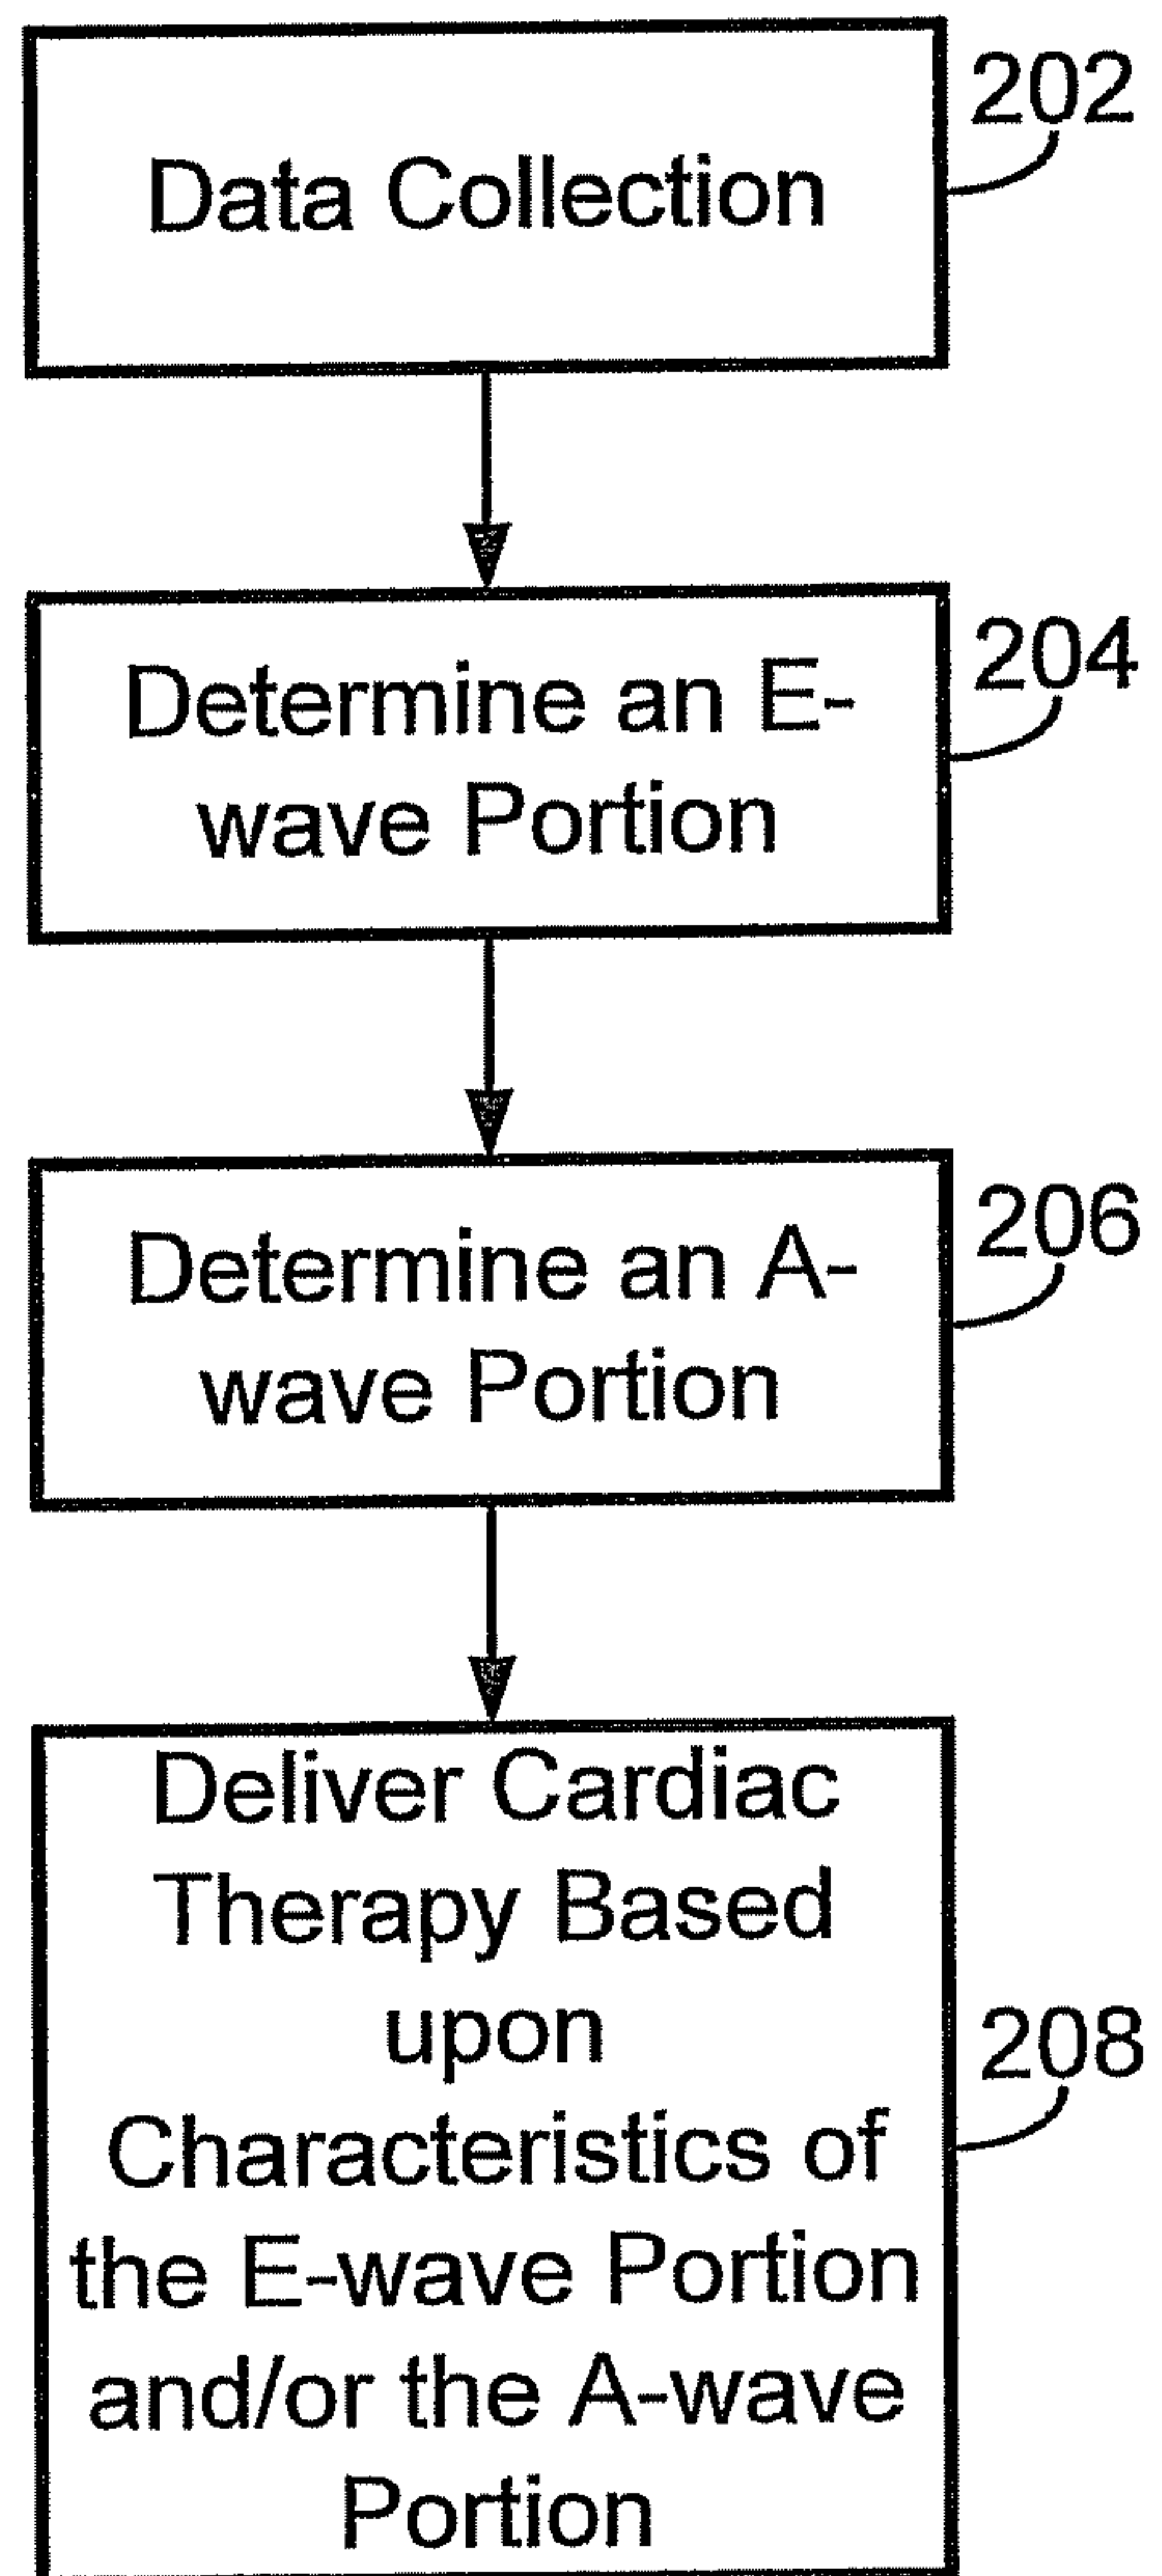 202
Data Collection
204
Determine an E-
wave Portion
206
Determine an A-
wave Portion
Deliver Cardiac
Therapy Based
upon
208
Characteristics of
the E-wave Portion
and/or the A-wave
Portion